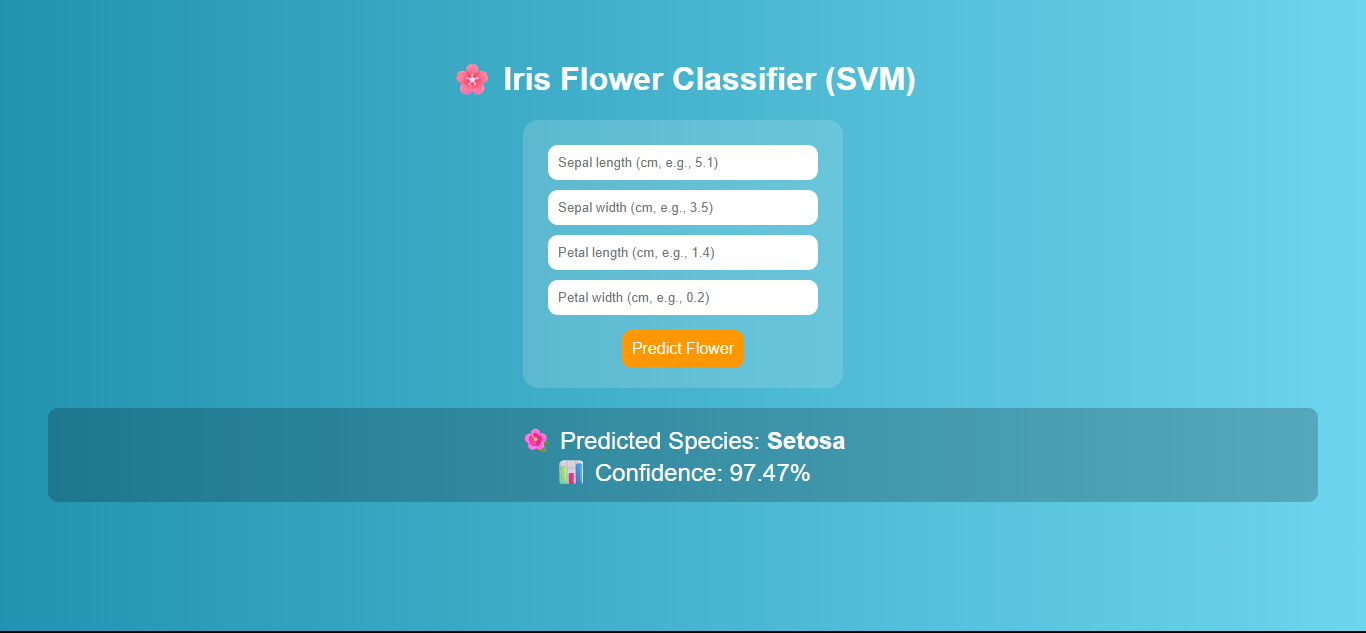 🌸 Iris Flower Classifier (SVM)
Sepal length (cm, e.g., 5.1)
Sepal width (cm, e.g., 3.5)
Petal length (cm, e.g., 1.4)
Petal width (cm, e.g., 0.2)
Predict Flower
🌺 Predicted Species: Setosa
📊 Confidence: 97.47%